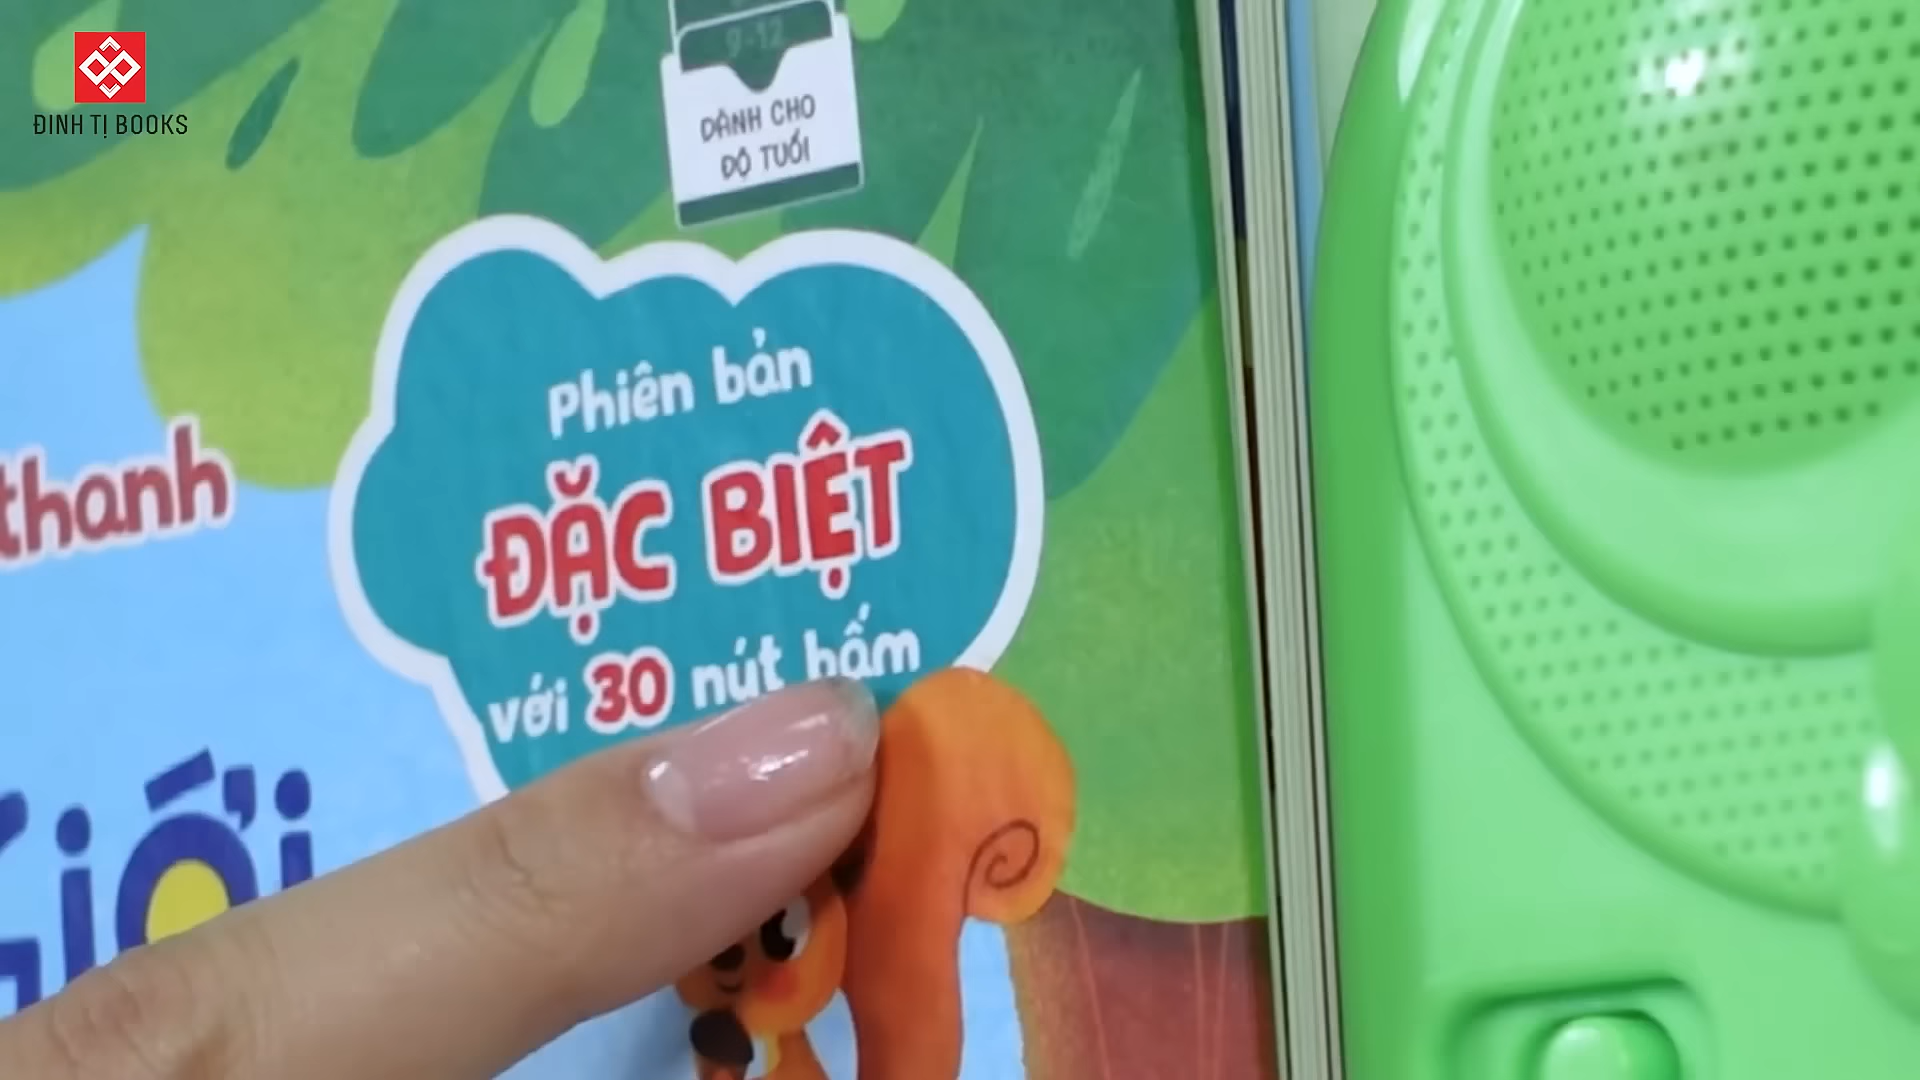 ĐINH TỊ BOOKS
9-12
DÀNH CHO
ĐỘ TUỔI
Phiên bản
ĐẶC BIỆT
với 30 nút bấm
thanh
Giới